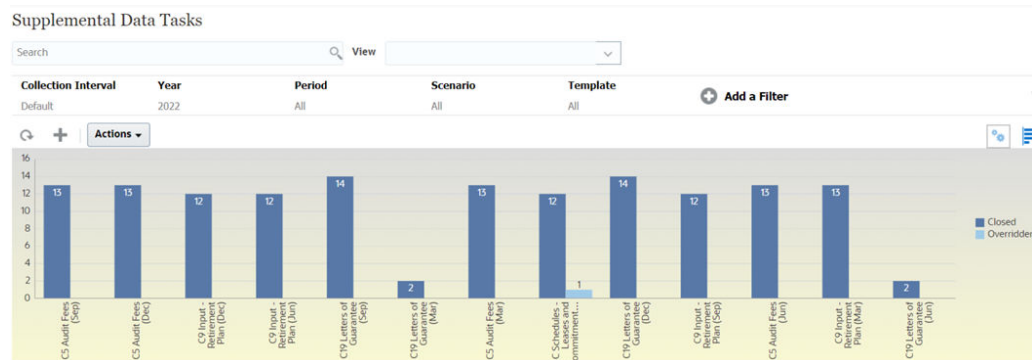 Supplemental Data Tasks
Search
View
Collection Interval Year Period Scenario Template
Default 2022 All All All
Add a Filter
Actions
16
14
12
10
8
6
4
2
0
13 13 12 12 14 2 13 12 1 14 12 13 13 2
C5 Audit Fees
(Sep)
C5 Audit Fees
(Dec)
C9 Input -
Retirement
Plan (Dec)
C9 Input -
Retirement
Plan (Jun)
C19 Letters of
Guarantee
(Sep)
C19 Letters of
Guarantee
(Mar)
C5 Audit Fees
(Mar)
C Schedules -
Leases and
ommitment...
C19 Letters of
Guarantee
(Dec)
C9 Input -
Retirement
Plan (Sep)
C5 Audit Fees
(Jun)
C9 Input -
Retirement
Plan (Mar)
C19 Letters of
Guarantee
(Jun)
Closed
Overridden